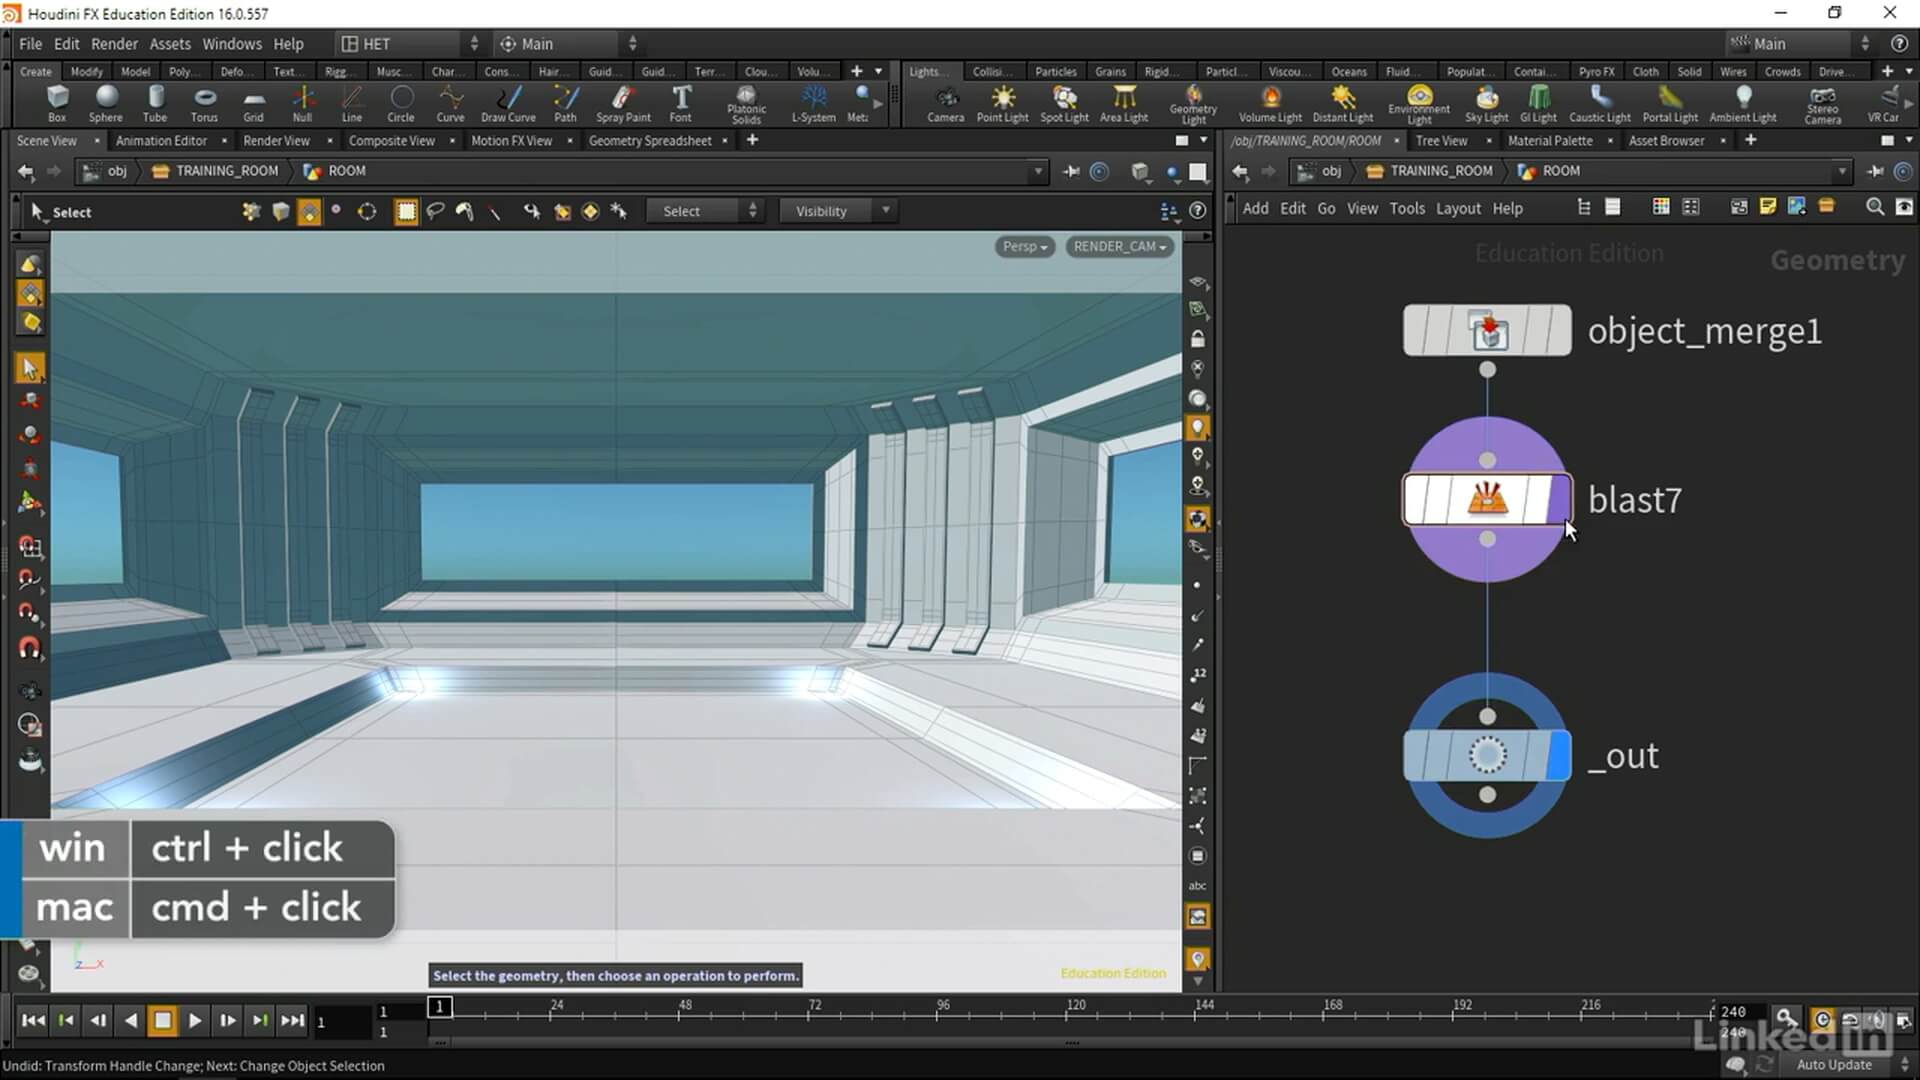 Houdini FX Education Edition 16.0.557
File Edit Render Assets Windows Help HET Main Main
Create Modify Model Poly... Defo... Text... Rigg... Musc... Char... Cons... Hair... Guid... Guid... Terr... Clou... Volu...
Lights... Collisi... Particles Grains Rigid... Particl... Viscou... Oceans Fluid... Populat... Contai... Pyro FX Cloth Solid Wires Crowds Drive...
Box Sphere Tube Torus Grid Null Line Circle Curve Draw Curve Path Spray Paint Font Platonic Solids L-System Meta
Camera Point Light Spot Light Area Light Geometry Light Volume Light Distant Light Environment Light Sky Light GI Light Caustic Light Portal Light Ambient Light Stereo Camera VR Car
Scene View Animation Editor Render View Composite View Motion FX View Geometry Spreadsheet
/obj/TRAINING_ROOM/ROOM Tree View Material Palette Asset Browser
obj TRAINING_ROOM ROOM
obj TRAINING_ROOM ROOM
Select Select Visibility
Add Edit Go View Tools Layout Help
Persp RENDER_CAM
Education Edition
Geometry
object_merge1
blast7
_out
win ctrl + click
mac cmd + click
12
12
abc
z x
Select the geometry, then choose an operation to perform.
Education Edition
1 1 1 1 24 48 72 96 120 144 168 192 216 240
240
LinkedIn
Undid: Transform Handle Change; Next: Change Object Selection
Auto Update